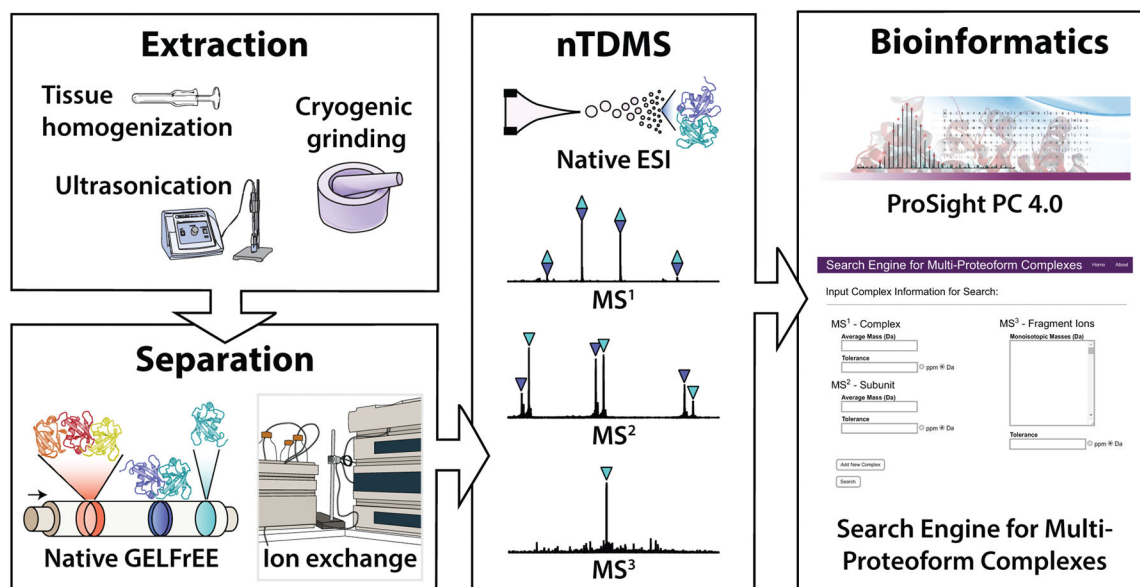 Extraction
Tissue
homogenization
Cryogenic
grinding
Ultrasonication
Separation
Native GELFrEE
Ion exchange
nTDMS
Native ESI
MS1
MS2
MS3
Bioinformatics
ProSight PC 4.0
Search Engine for Multi-Proteoform Complexes Home About
Input Complex Information for Search:
MS1 - Complex
Average Mass (Da)
Tolerance
ppm Da
MS2 - Subunit
Average Mass (Da)
Tolerance
ppm Da
MS3 - Fragment Ions
Monoisotopic Masses (Da)
Tolerance
ppm Da
Add New Complex
Search
Search Engine for Multi-
Proteoform Complexes